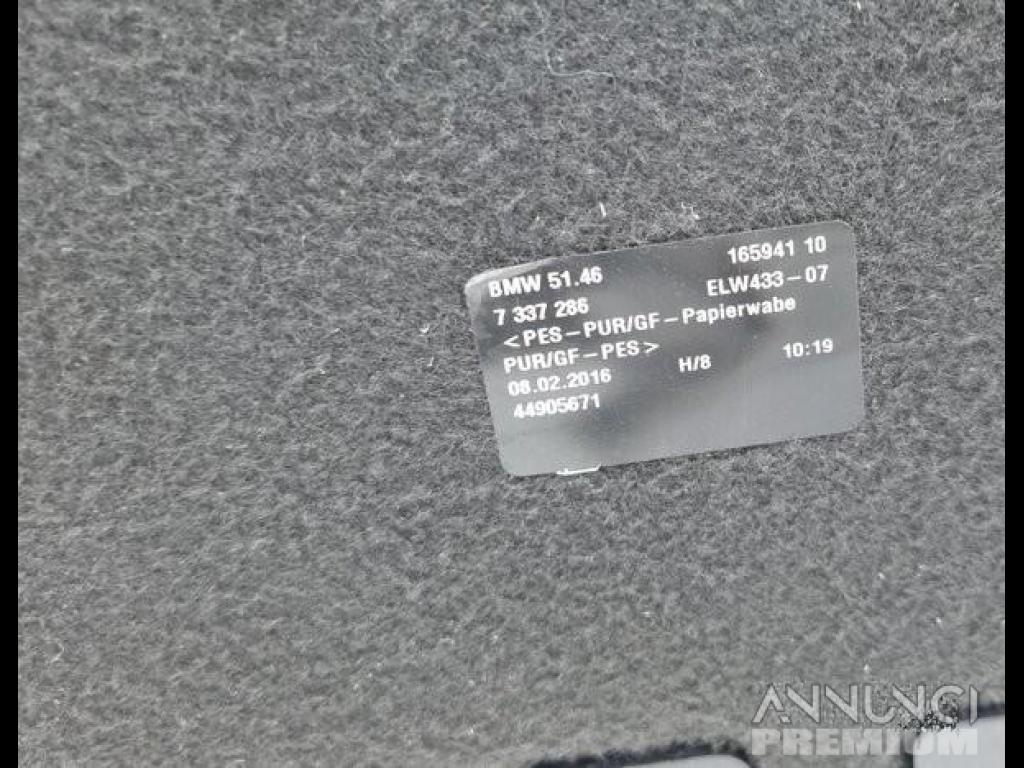 BMW 51.46 165941 10
7 337 286 ELW433-07
<PES-PUR/GF-Papierwabe
PUR/GF-PES>
08.02.2016 H/8 10:19
44905671
ANNUNCI
PREMIUM